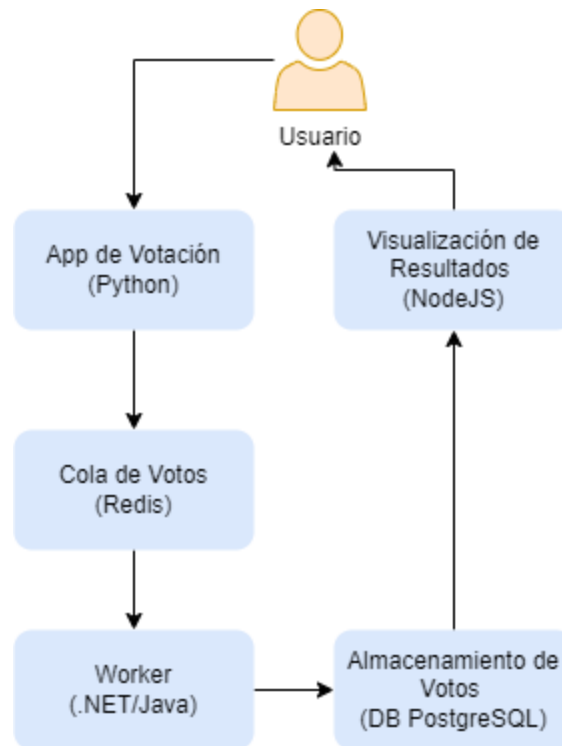 Usuario
App de Votación
(Python)
Visualización de
Resultados
(NodeJS)
Cola de Votos
(Redis)
Worker
(.NET/Java)
Almacenamiento de
Votos
(DB PostgreSQL)